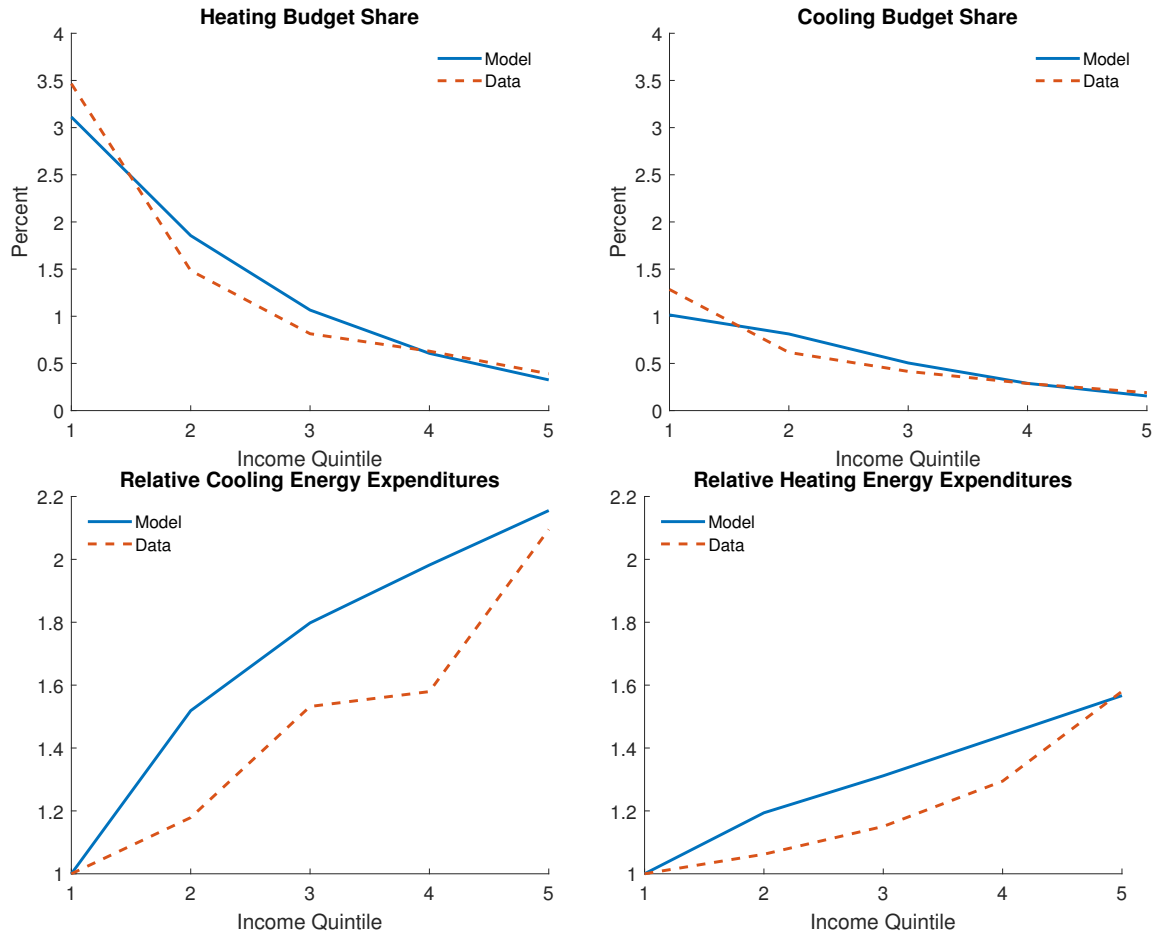 Heating Budget Share
4
3.5
3
2.5
2
1.5
1
0.5
0
Percent
1 2 3 4 5
Income Quintile
Model
Data
Cooling Budget Share
4
3.5
3
2.5
2
1.5
1
0.5
0
Percent
1 2 3 4 5
Income Quintile
Model
Data
Relative Cooling Energy Expenditures
2.2
2
1.8
1.6
1.4
1.2
1
1 2 3 4 5
Income Quintile
Model
Data
Relative Heating Energy Expenditures
2.2
2
1.8
1.6
1.4
1.2
1
1 2 3 4 5
Income Quintile
Model
Data